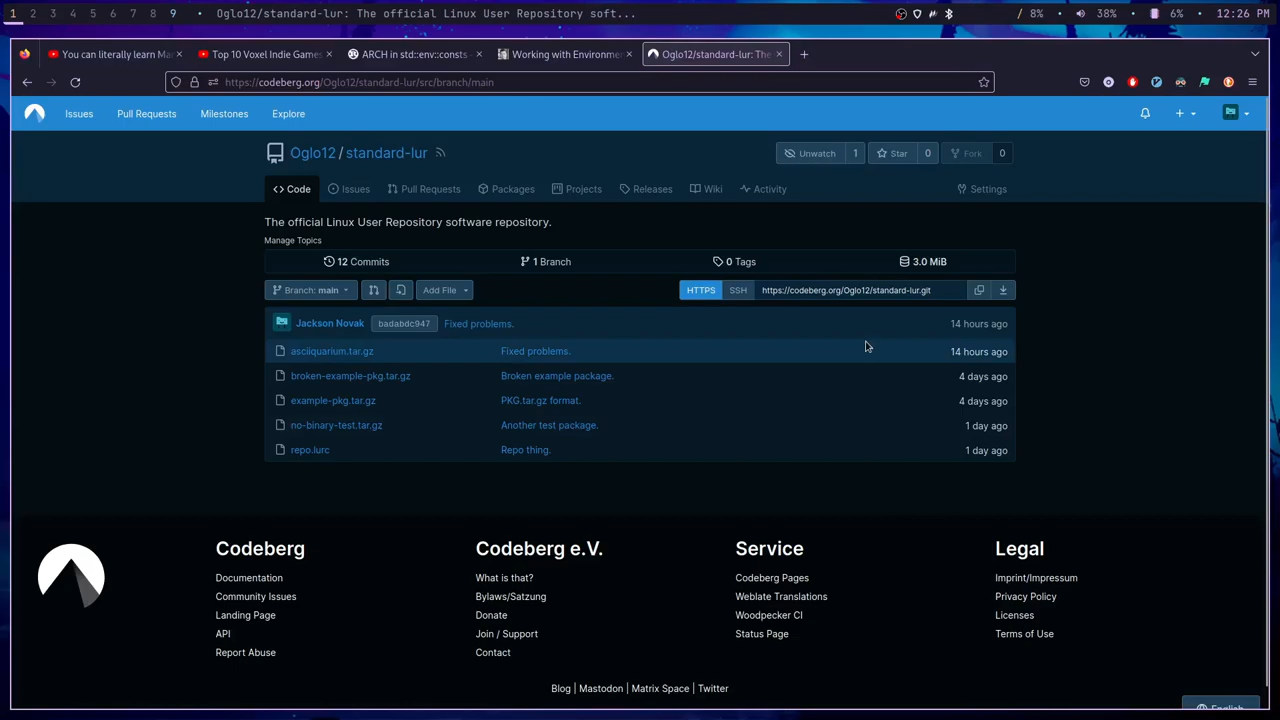 1 2 3 4 5 6 7 8 9 • Oglo12/standard-lur: The official Linux User Repository soft... / 8% • 38% • 6% • 12:26 PM
You can literally learn Mar × Top 10 Voxel Indie Games × ARCH in std::env::consts - × Working with Environme × Oglo12/standard-lur: The × +
https://codeberg.org/Oglo12/standard-lur/src/branch/main
Issues Pull Requests Milestones Explore
Oglo12/standard-lur Unwatch 1 Star 0 Fork 0
<> Code Issues Pull Requests Packages Projects Releases Wiki Activity Settings
The official Linux User Repository software repository.
Manage Topics
12 Commits 1 Branch 0 Tags 3.0 MiB
Branch: main Add File HTTPS SSH https://codeberg.org/Oglo12/standard-lur.git
Jackson Novak badabdc947 Fixed problems. 14 hours ago
asciiquarium.tar.gz Fixed problems. 14 hours ago
broken-example-pkg.tar.gz Broken example package. 4 days ago
example-pkg.tar.gz PKG.tar.gz format. 4 days ago
no-binary-test.tar.gz Another test package. 1 day ago
repo.lurc Repo thing. 1 day ago
Codeberg Codeberg e.V. Service Legal
Documentation What is that? Codeberg Pages Imprint/Impressum
Community Issues Bylaws/Satzung Weblate Translations Privacy Policy
Landing Page Donate Woodpecker CI Licenses
API Join / Support Status Page Terms of Use
Report Abuse Contact
Blog | Mastodon | Matrix Space | Twitter
English